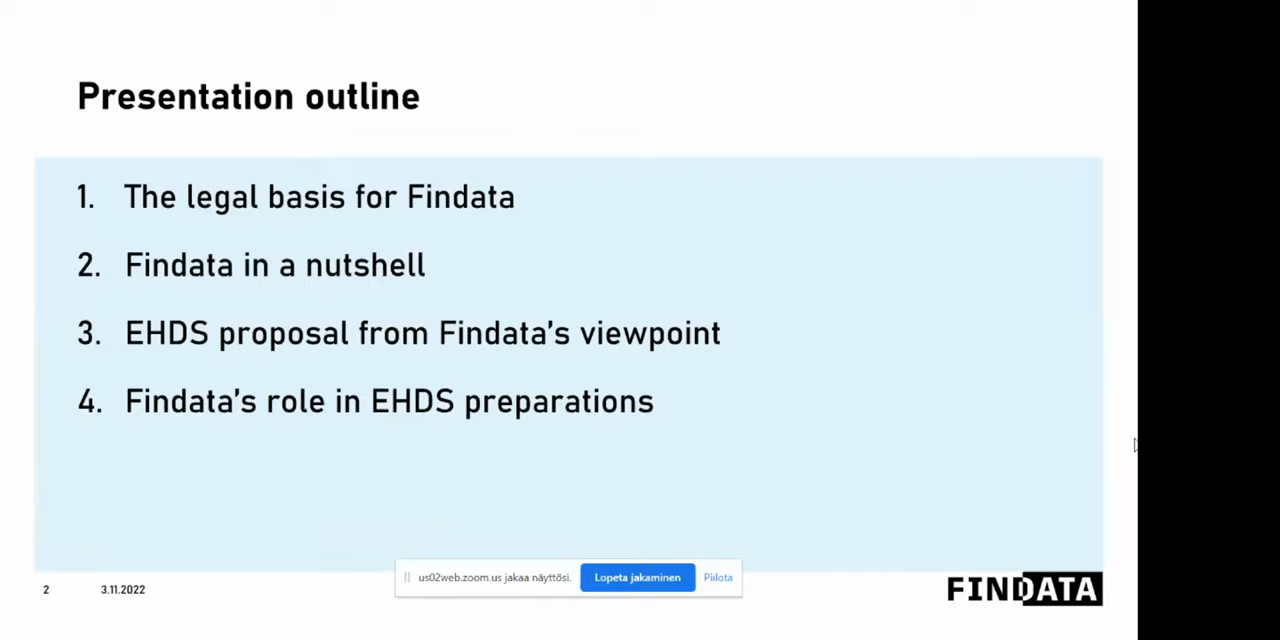 Presentation outline
1. The legal basis for Findata
2. Findata in a nutshell
3. EHDS proposal from Findata's viewpoint
4. Findata's role in EHDS preparations
us02web.zoom.us jakaa näyttösi. Lopeta jakaminen Piilota
2 3.11.2022 FINDATA